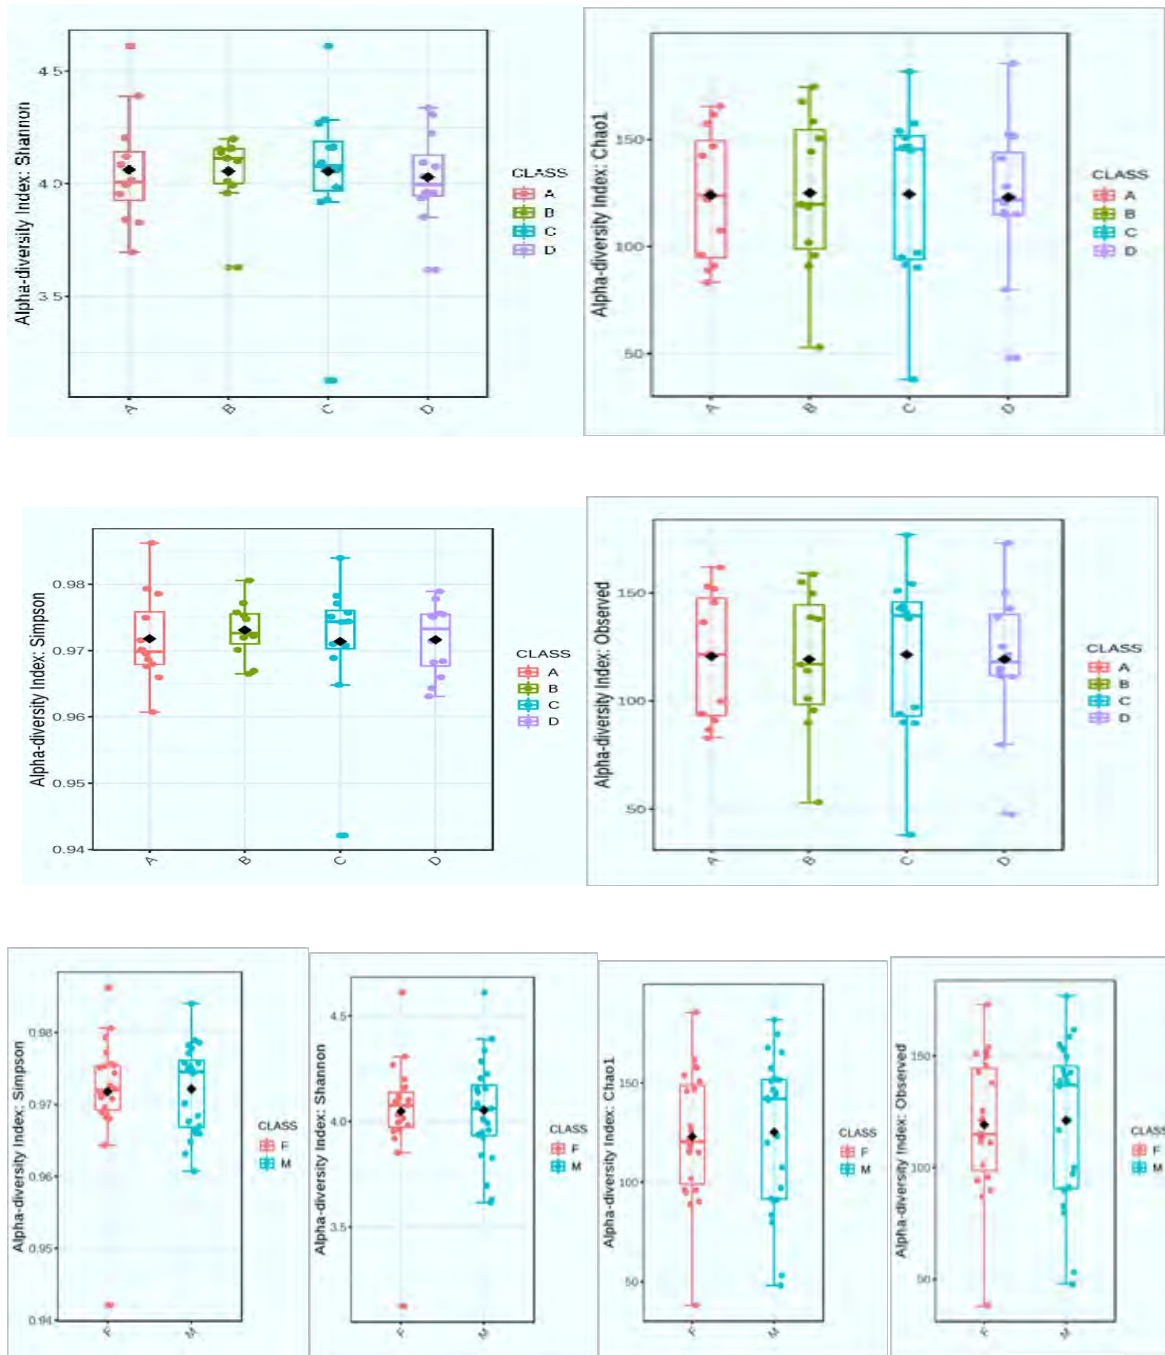 Alpha-diversity Index: Shannon
4.5
4.0
3.5
A
B
C
D
CLASS
A
B
C
D
Alpha-diversity Index: Chao1
150
100
50
A
B
C
D
CLASS
A
B
C
D
Alpha-diversity Index: Simpson
0.98
0.97
0.96
0.95
0.94
A
B
C
D
CLASS
A
B
C
D
Alpha-diversity Index: Observed
150
100
50
A
B
C
D
CLASS
A
B
C
D
Alpha-diversity Index: Simpson
0.98
0.97
0.96
0.95
0.94
F
M
CLASS
F
M
Alpha-diversity Index: Shannon
4.5
4.0
3.5
F
M
CLASS
F
M
Alpha-diversity Index: Chao1
150
100
50
F
M
CLASS
F
M
Alpha-diversity Index: Observed
150
100
50
F
M
CLASS
F
M